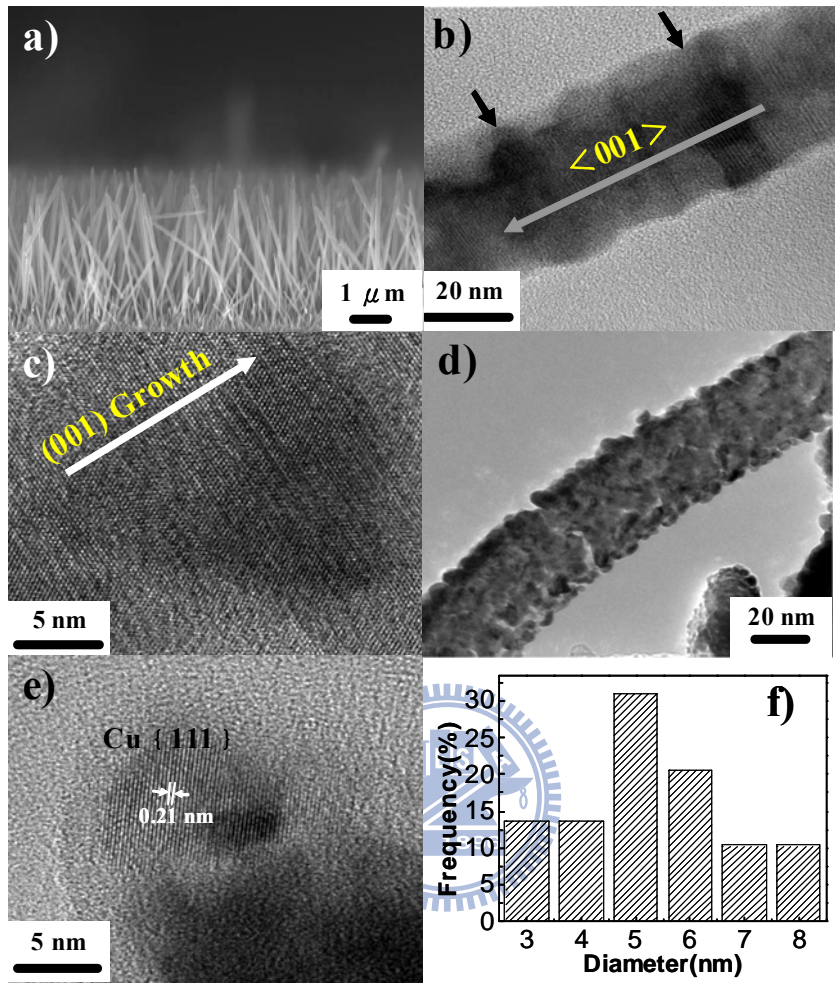 a)
1 μm
b)
<001>
20 nm
c)
(001) Growth
5 nm
d)
20 nm
e)
Cu {111}
0.21 nm
5 nm
f)
Frequency(%)
30
25
20
15
10
5
0
3 4 5 6 7 8
Diameter(nm)